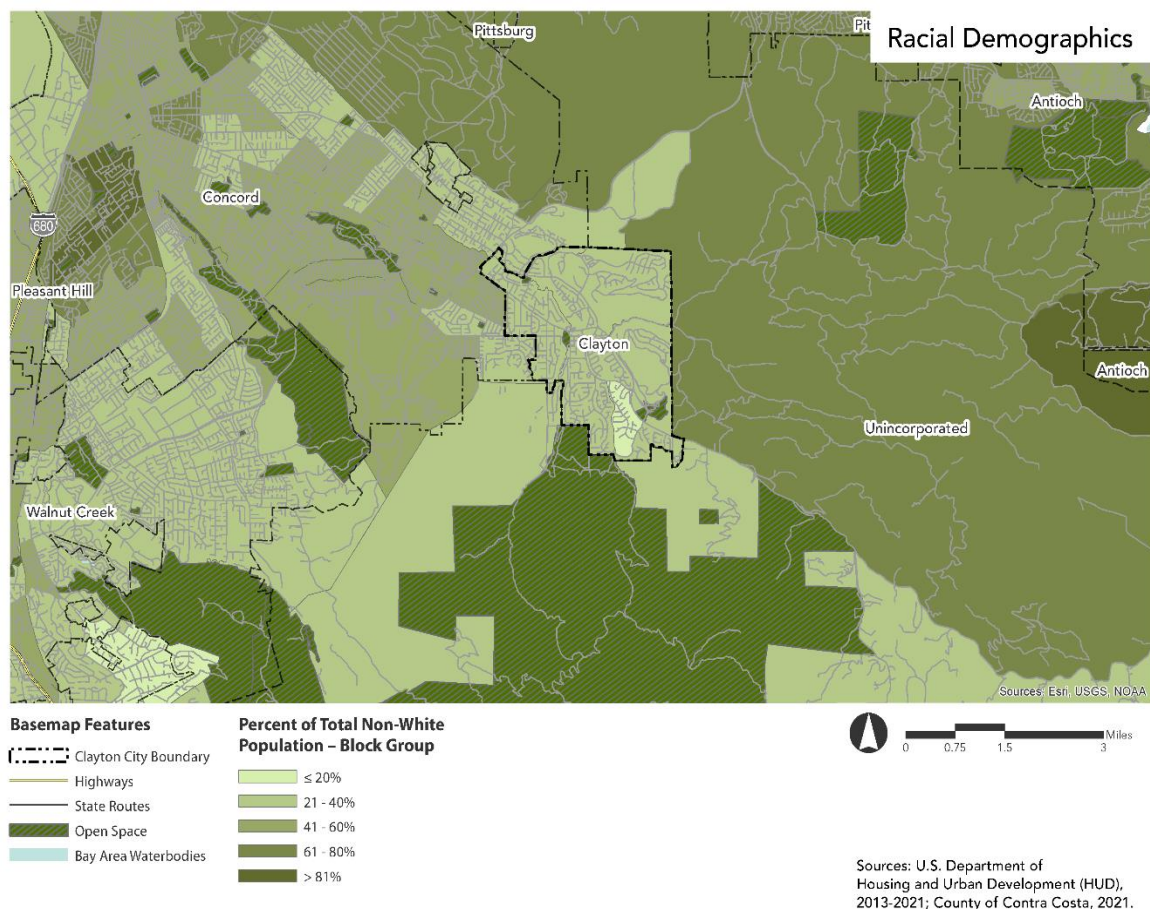 Racial Demographics
Pittsburg
Pit
Antioch
Concord
680
Pleasant Hill
Clayton
Antioch
Unincorporated
Walnut Creek
Sources: Esri, USGS, NOAA
Basemap Features
Clayton City Boundary
Highways
State Routes
Open Space
Bay Area Waterbodies
Percent of Total Non-White
Population – Block Group
≤ 20%
21 - 40%
41 - 60%
61 - 80%
> 81%
Miles
0 0.75 1.5 3
Sources: U.S. Department of
Housing and Urban Development (HUD),
2013-2021; County of Contra Costa, 2021.